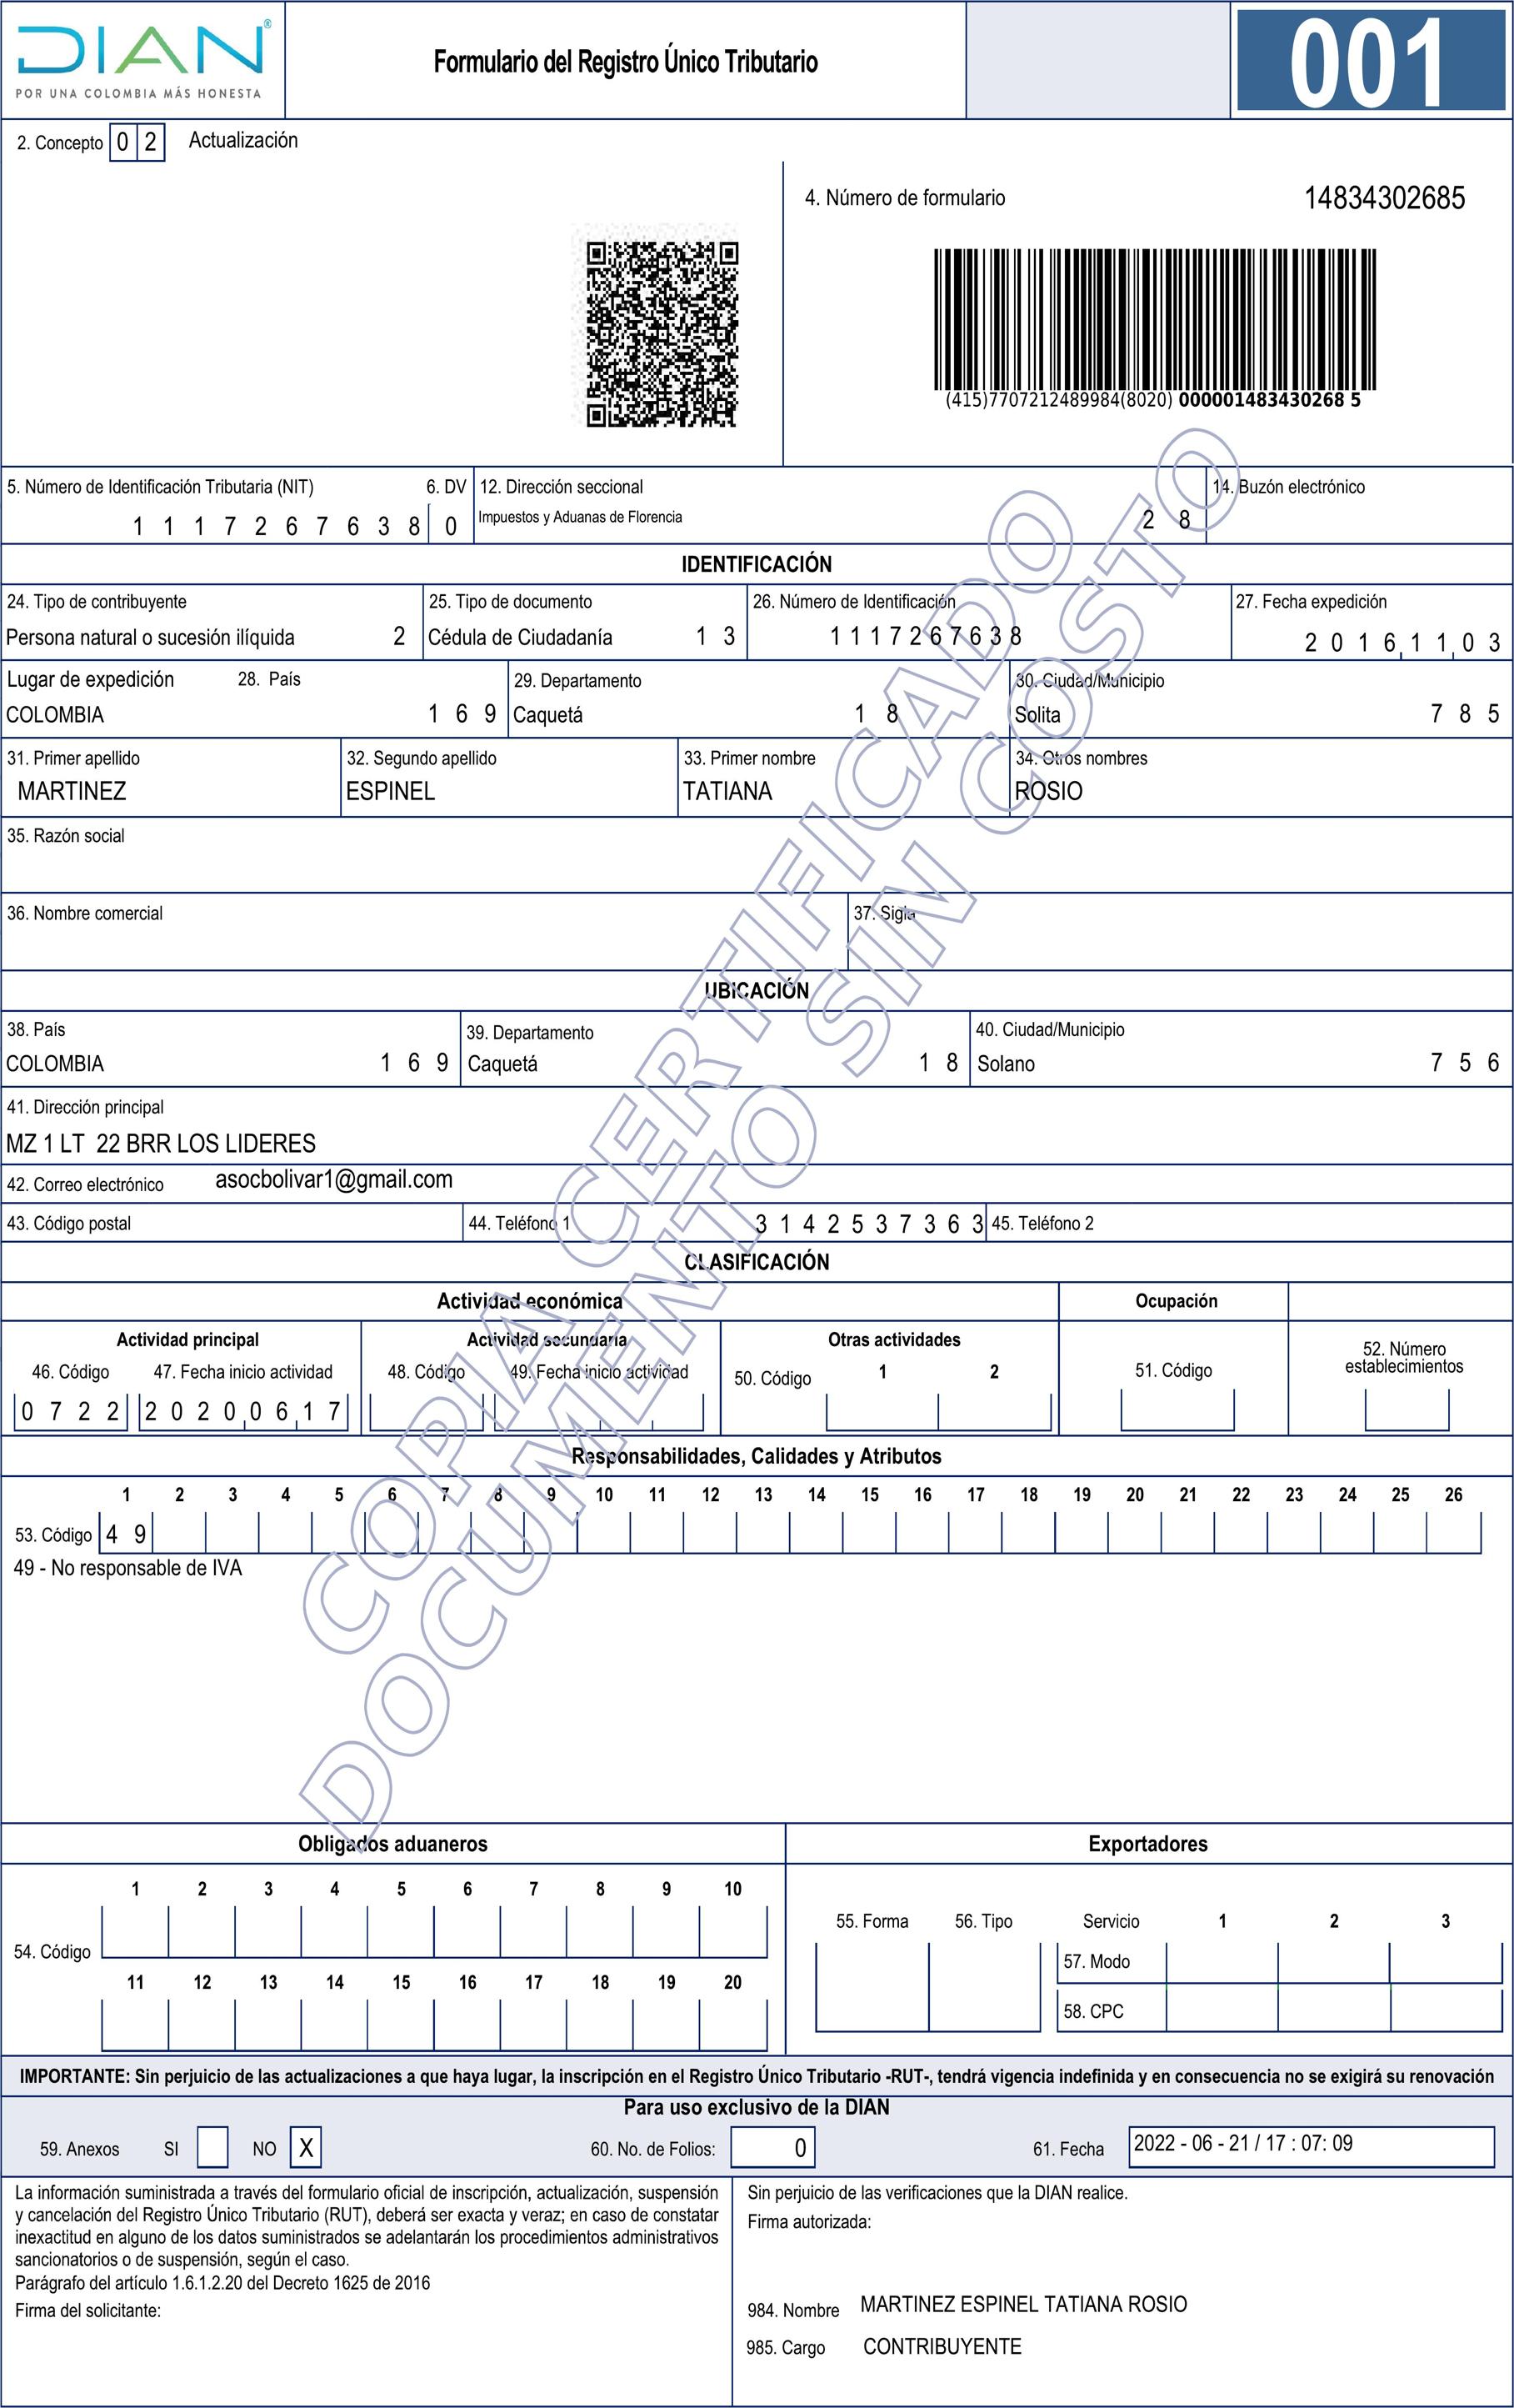 DIAN®
POR UNA COLOMBIA MÁS HONESTA
Formulario del Registro Único Tributario
001
2. Concepto 0 2 Actualización
4. Número de formulario 14834302685
(415)7707212489984(8020) 000001483430268 5
5. Número de Identificación Tributaria (NIT) 6. DV 12. Dirección seccional 14. Buzón electrónico
1 1 1 7 2 6 7 6 3 8 0 Impuestos y Aduanas de Florencia 2 8
IDENTIFICACIÓN
24. Tipo de contribuyente 25. Tipo de documento 26. Número de Identificación 27. Fecha expedición
Persona natural o sucesión ilíquida 2 Cédula de Ciudadanía 1 3 1 1 1 7 2 6 7 6 3 8 2 0 1 6 1 1 0 3
Lugar de expedición 28. País 29. Departamento 30. Ciudad/Municipio
COLOMBIA 1 6 9 Caquetá 1 8 Solita 7 8 5
31. Primer apellido 32. Segundo apellido 33. Primer nombre 34. Otros nombres
MARTINEZ ESPINEL TATIANA ROSIO
35. Razón social
36. Nombre comercial 37. Sigla
UBICACIÓN
38. País 39. Departamento 40. Ciudad/Municipio
COLOMBIA 1 6 9 Caquetá 1 8 Solano 7 5 6
41. Dirección principal
MZ 1 LT 22 BRR LOS LIDERES
42. Correo electrónico asocbolivar1@gmail.com
43. Código postal 44. Teléfono 1 3 1 4 2 5 3 7 3 6 3 45. Teléfono 2
CLASIFICACIÓN
Actividad económica Ocupación
Actividad principal Actividad secundaria Otras actividades 52. Número establecimientos
46. Código 47. Fecha inicio actividad 48. Código 49. Fecha inicio actividad 50. Código 1 2 51. Código
0 7 2 2 2 0 2 0 0 6 1 7
Responsabilidades, Calidades y Atributos
1 2 3 4 5 6 7 8 9 10 11 12 13 14 15 16 17 18 19 20 21 22 23 24 25 26
53. Código 4 9
49 - No responsable de IVA
COPIA CERTIFICADO
DOCUMENTO SIN COSTO
Obligados aduaneros Exportadores
1 2 3 4 5 6 7 8 9 10
54. Código
11 12 13 14 15 16 17 18 19 20
55. Forma 56. Tipo Servicio 1 2 3
57. Modo
58. CPC
IMPORTANTE: Sin perjuicio de las actualizaciones a que haya lugar, la inscripción en el Registro Único Tributario -RUT-, tendrá vigencia indefinida y en consecuencia no se exigirá su renovación
Para uso exclusivo de la DIAN
59. Anexos SI NO X 60. No. de Folios: 0 61. Fecha 2022 - 06 - 21 / 17 : 07: 09
La información suministrada a través del formulario oficial de inscripción, actualización, suspensión
y cancelación del Registro Único Tributario (RUT), deberá ser exacta y veraz; en caso de constatar
inexactitud en alguno de los datos suministrados se adelantarán los procedimientos administrativos
sancionatorios o de suspensión, según el caso.
Parágrafo del artículo 1.6.1.2.20 del Decreto 1625 de 2016
Firma del solicitante:
Sin perjuicio de las verificaciones que la DIAN realice.
Firma autorizada:
984. Nombre MARTINEZ ESPINEL TATIANA ROSIO
985. Cargo CONTRIBUYENTE